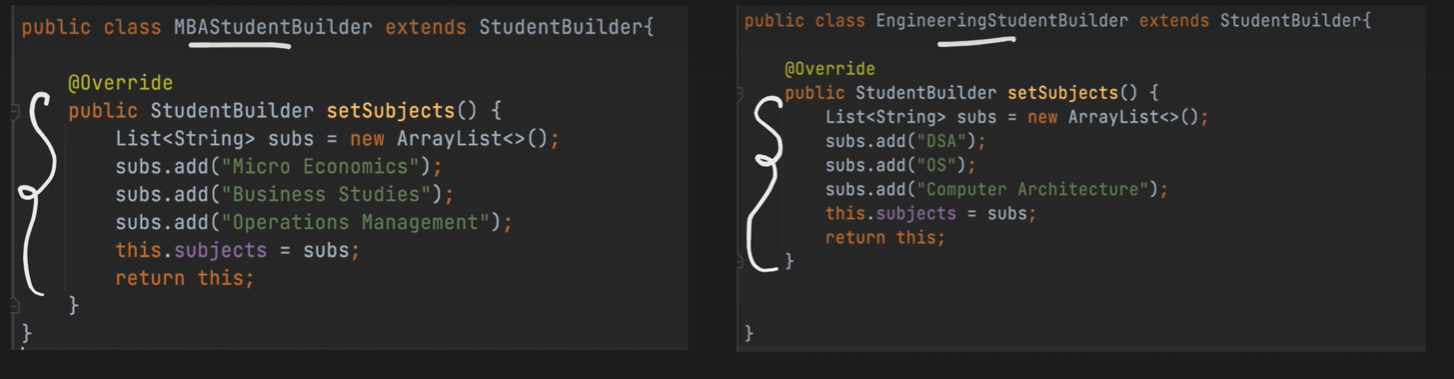 public class MBAStudentBuilder extends StudentBuilder{
@Override
public StudentBuilder setSubjects() {
List<String> subs = new ArrayList<>();
subs.add("Micro Economics");
subs.add("Business Studies");
subs.add("Operations Management");
this.subjects = subs;
return this;
}
}
public class EngineeringStudentBuilder extends StudentBuilder{
@Override
public StudentBuilder setSubjects() {
List<String> subs = new ArrayList<>();
subs.add("DSA");
subs.add("OS");
subs.add("Computer Architecture");
this.subjects = subs;
return this;
}
}